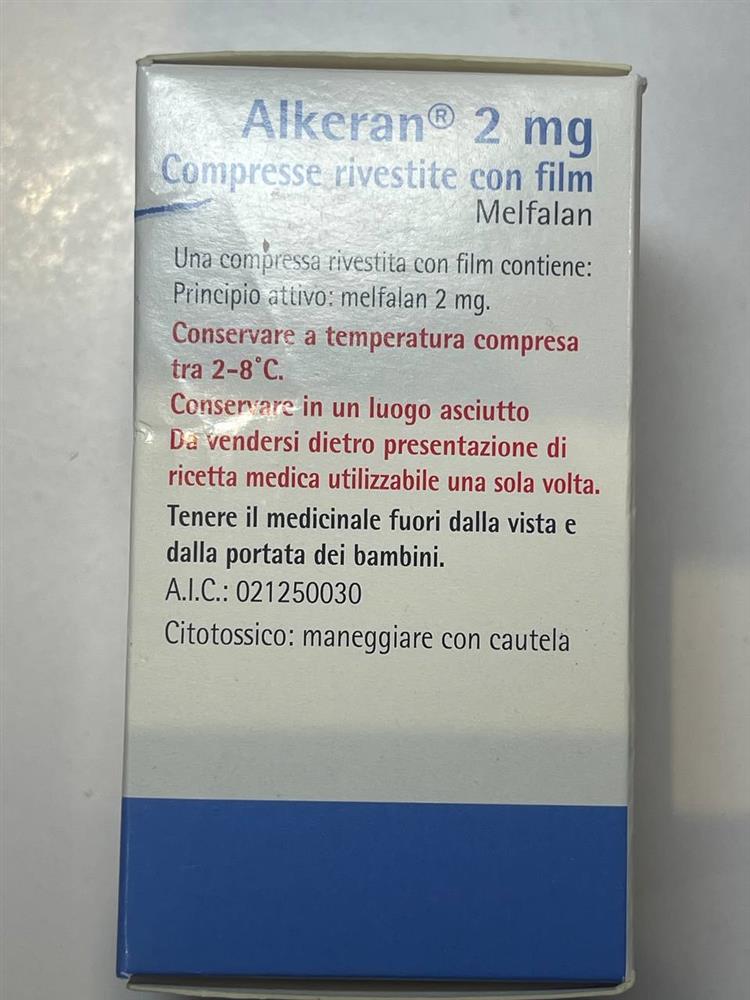 Alkeran® 2 mg
Compresse rivestite con film
Melfalan
Una compressa rivestita con film contiene:
Principio attivo: melfalan 2 mg.
Conservare a temperatura compresa
tra 2-8°C.
Conservare in un luogo asciutto
Da vendersi dietro presentazione di
ricetta medica utilizzabile una sola volta.
Tenere il medicinale fuori dalla vista e
dalla portata dei bambini.
A.I.C.: 021250030
Citotossico: maneggiare con cautela